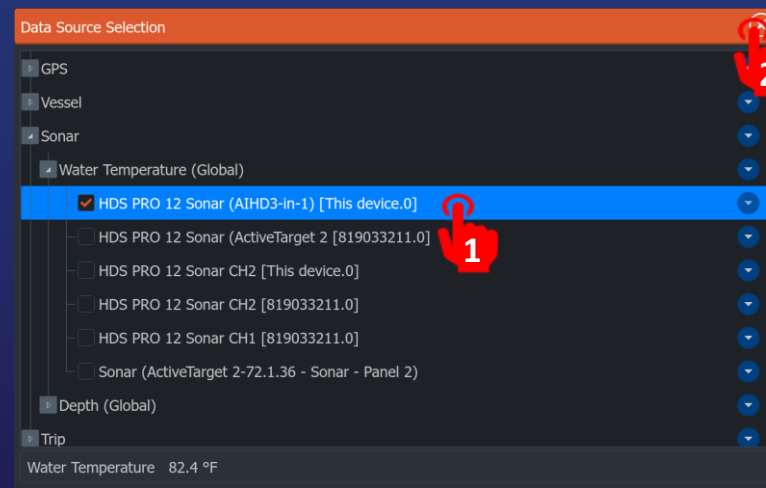 Data Source Selection
GPS
Vessel
Sonar
Water Temperature (Global)
HDS PRO 12 Sonar (AIHD3-in-1) [This device.0]
HDS PRO 12 Sonar (ActiveTarget 2 [819033211.0]
1
2
HDS PRO 12 Sonar CH2 [This device.0]
HDS PRO 12 Sonar CH2 [819033211.0]
HDS PRO 12 Sonar CH1 [819033211.0]
Sonar (ActiveTarget 2-72.1.36 - Sonar - Panel 2)
Depth (Global)
Trip
Water Temperature 82.4 °F